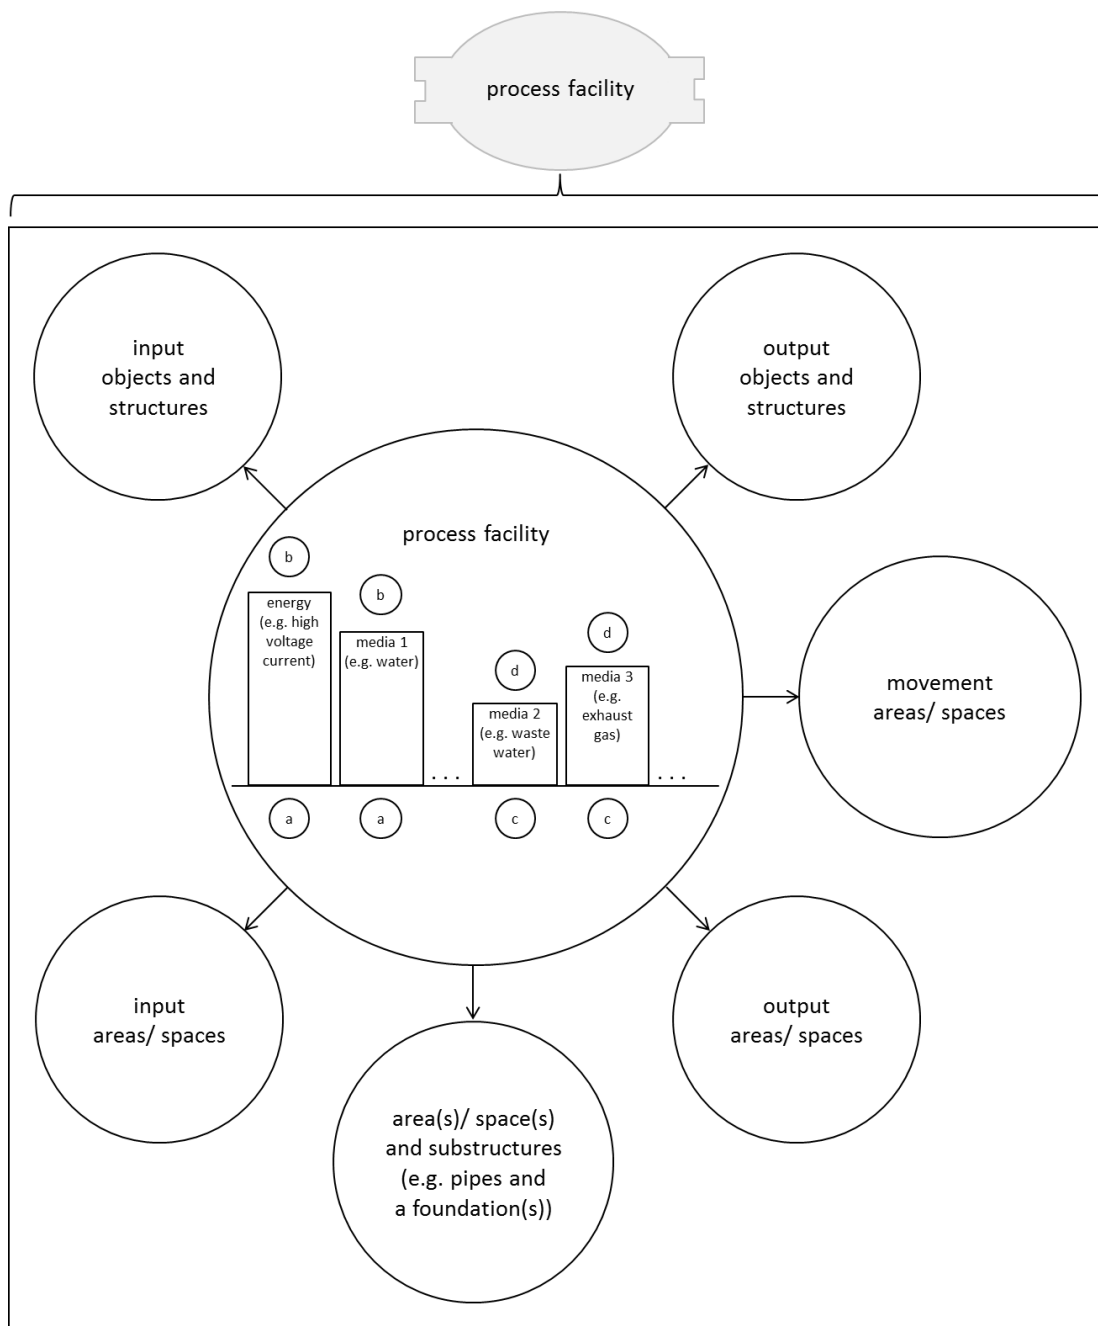 process facility
input
objects and
structures
output
objects and
structures
process facility
b
energy
(e.g. high
voltage
current)
b
media 1
(e.g. water)
d
media 2
(e.g. waste
water)
d
media 3
(e.g.
exhaust
gas)
. . .
. . .
a
a
c
c
movement
areas/ spaces
input
areas/ spaces
output
areas/ spaces
area(s)/ space(s)
and substructures
(e.g. pipes and
a foundation(s))